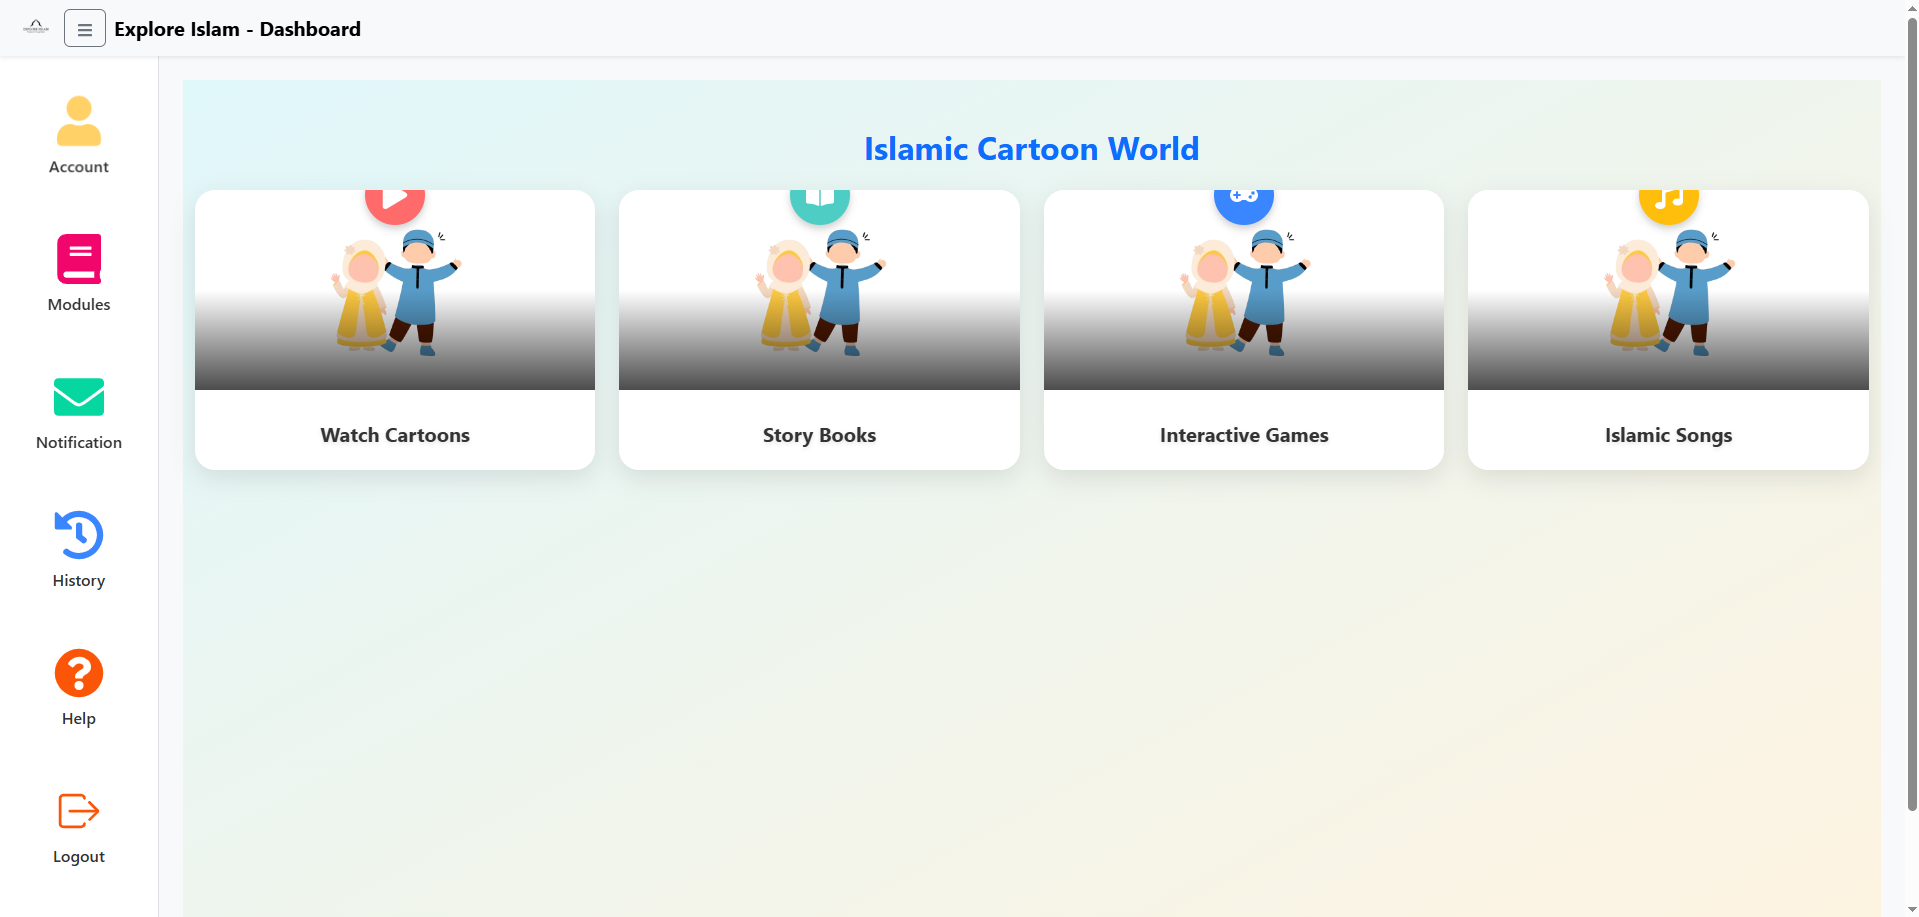 Explore Islam - Dashboard
Account
Modules
Notification
History
Help
Logout
Islamic Cartoon World
Watch Cartoons
Story Books
Interactive Games
Islamic Songs